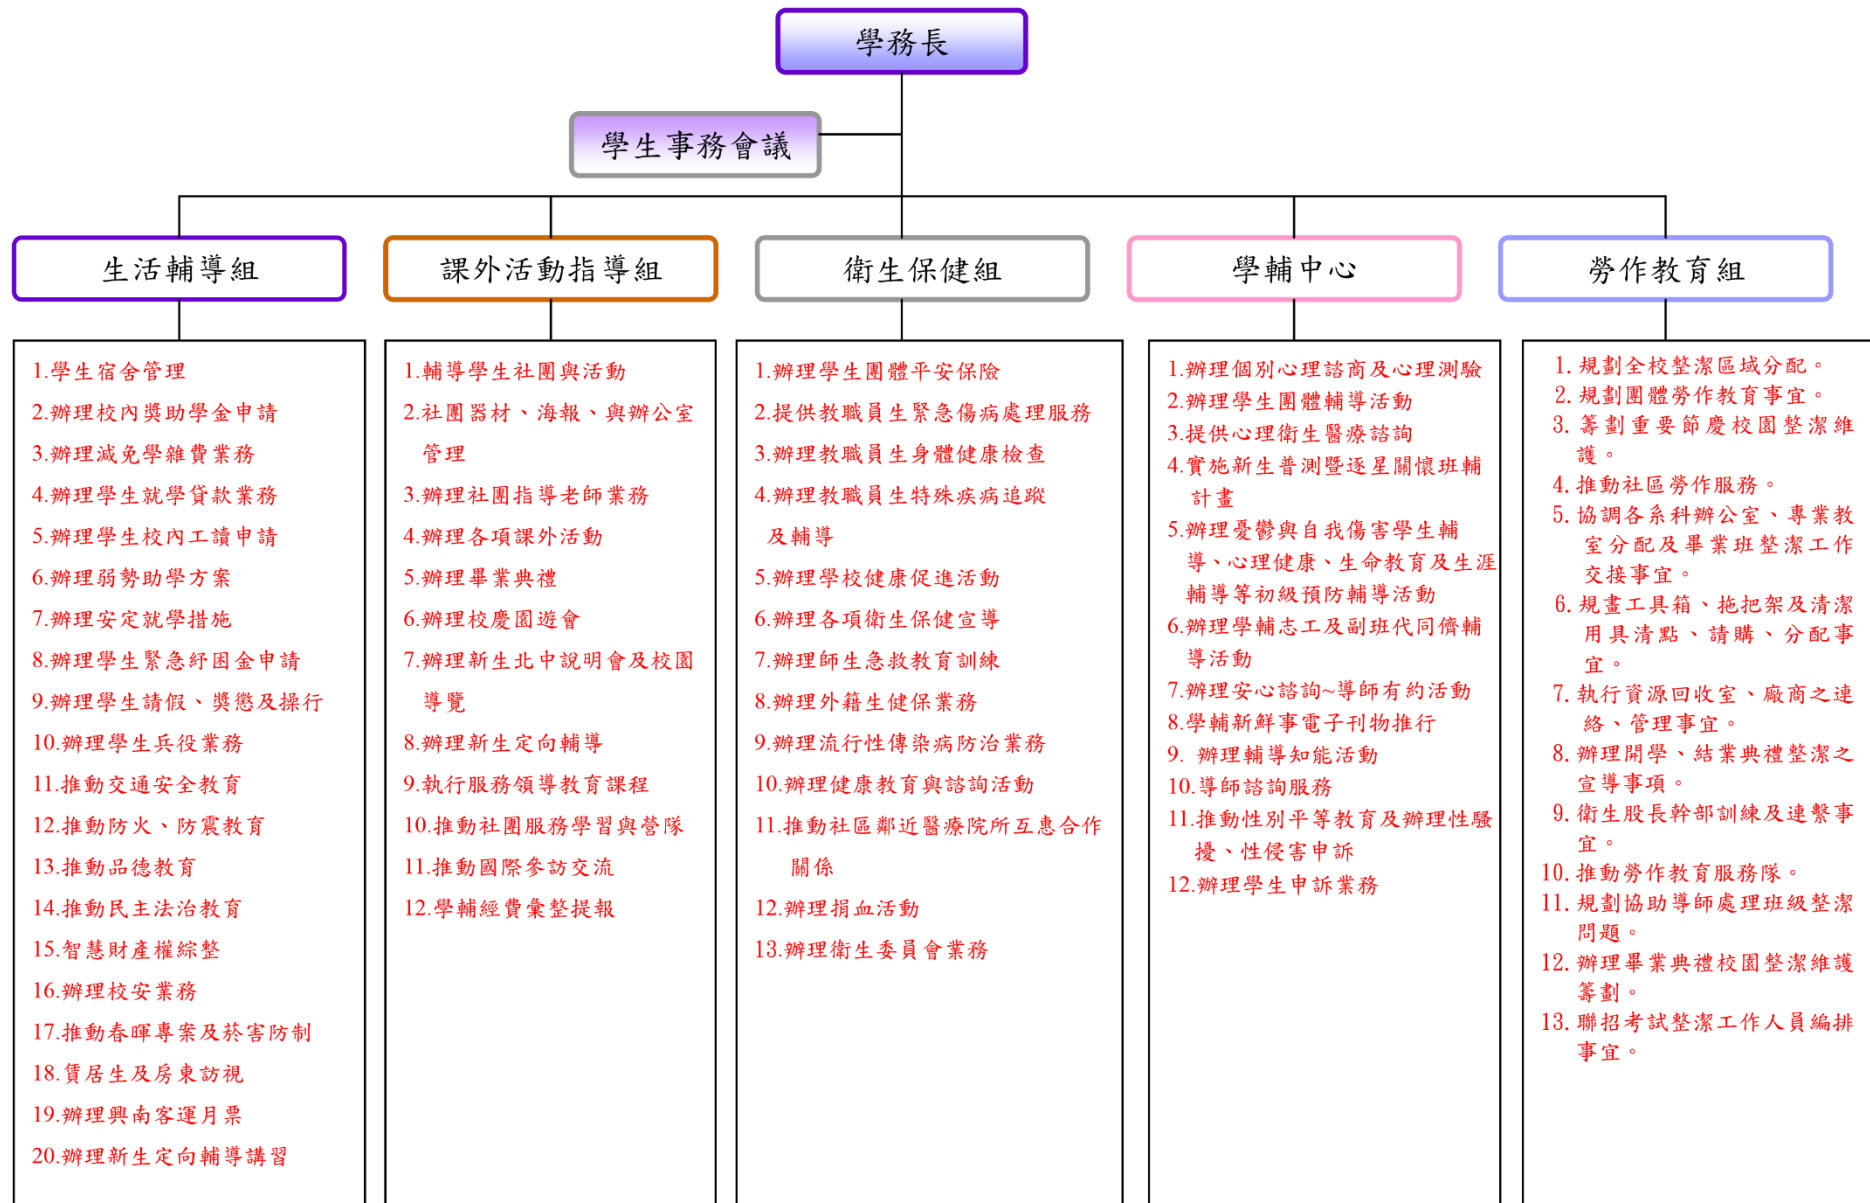 學務長
學生事務會議
生活輔導組
1.學生宿舍管理
2.辦理校內獎助學金申請
3.辦理減免學雜費業務
4.辦理學生就學貸款業務
5.辦理學生校內工讀申請
6.辦理弱勢助學方案
7.辦理安定就學措施
8.辦理學生緊急紓困金申請
9.辦理學生請假、獎懲及操行
10.辦理學生兵役業務
11.推動交通安全教育
12.推動防火、防震教育
13.推動品德教育
14.推動民主法治教育
15.智慧財產權綜整
16.辦理校安業務
17.推動春暉專案及菸害防制
18.賃居生及房東訪視
19.辦理興南客運月票
20.辦理新生定向輔導講習
課外活動指導組
1.輔導學生社團與活動
2.社團器材、海報、與辦公室
管理
3.辦理社團指導老師業務
4.辦理各項課外活動
5.辦理畢業典禮
6.辦理校慶園遊會
7.辦理新生北中說明會及校園
導覽
8.辦理新生定向輔導
9.執行服務領導教育課程
10.推動社團服務學習與營隊
11.推動國際參訪交流
12.學輔經費彙整提報
衛生保健組
1.辦理學生團體平安保險
2.提供教職員生緊急傷病處理服務
3.辦理教職員生身體健康檢查
4.辦理教職員生特殊疾病追蹤
及輔導
5.辦理學校健康促進活動
6.辦理各項衛生保健宣導
7.辦理師生急救教育訓練
8.辦理外籍生健保業務
9.辦理流行性傳染病防治業務
10.辦理健康教育與諮詢活動
11.推動社區鄰近醫療院所互惠合作
關係
12.辦理捐血活動
13.辦理衛生委員會業務
學輔中心
1.辦理個別心理諮商及心理測驗
2.辦理學生團體輔導活動
3.提供心理衛生醫療諮詢
4.實施新生普測暨逐星關懷班輔
計畫
5.辦理憂鬱與自我傷害學生輔
導、心理健康、生命教育及生涯
輔導等初級預防輔導活動
6.辦理學輔志工及副班代同儕輔
導活動
7.辦理安心諮詢~導師有約活動
8.學輔新鮮事電子刊物推行
9. 辦理輔導知能活動
10.導師諮詢服務
11.推動性別平等教育及辦理性騷
擾、性侵害申訴
12.辦理學生申訴業務
勞作教育組
1. 規劃全校整潔區域分配。
2. 規劃團體勞作教育事宜。
3. 籌劃重要節慶校園整潔維
護。
4. 推動社區勞作服務。
5. 協調各系科辦公室、專業教
室分配及畢業班整潔工作
交接事宜。
6. 規畫工具箱、拖把架及清潔
用具清點、請購、分配事
宜。
7. 執行資源回收室、廠商之連
絡、管理事宜。
8. 辦理開學、結業典禮整潔之
宣導事項。
9. 衛生股長幹部訓練及連繫事
宜。
10. 推動勞作教育服務隊。
11. 規劃協助導師處理班級整潔
問題。
12. 辦理畢業典禮校園整潔維護
籌劃。
13. 聯招考試整潔工作人員編排
事宜。